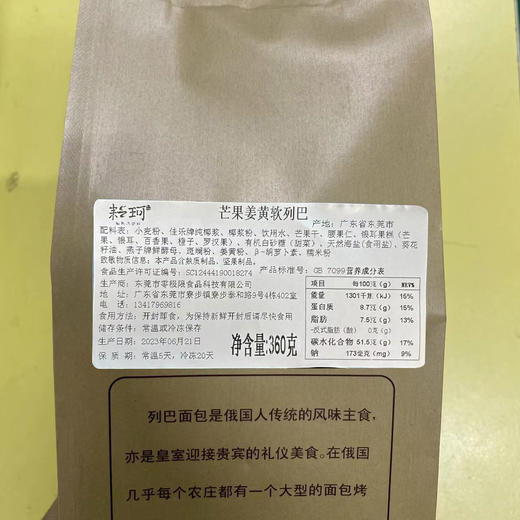 芒果姜黄软列巴
产地:广东省东莞市
配料表:小麦粉、佳乐牌纯椰浆、椰浆粉、饮用水、芒果干、腰果仁、银耳果糕(芒
果、银耳、百香果、橙子、罗汉果)、有机白砂糖(甜菜)、天然海盐(食用盐)、葵花
籽油、燕子牌鲜酵母、斑斓粉、姜黄粉、β-胡萝卜素、糯米粉
致敏物质信息:本产品含麸质制品、坚果制品。
食品生产许可证编号:SC12444190018274 产品标准号:GB 7099
生产商:东莞市零极限食品科技有限公司
地址:广东省东莞市寮步镇寮步泰和路9号4栋402室
电话:13417969816
食用方法:开封即食,为保持新鲜开封后请尽快食用
储存条件:常温或冷冻保存
生产日期:2023年06月21日
保 质 期:常温5天,冷冻20天
净含量:360克
营养成分表
项目 每100克(g) NRV%
能量 1301千焦(kJ) 15%
蛋白质 8.7克(g) 15%
脂肪 7.5克(g) 13%
-反式脂肪(酸) 0克(g)
碳水化合物 51.5克(g) 17%
钠 173毫克(mg) 9%
列巴面包是俄国人传统的风味主食,
亦是皇室迎接贵宾的礼仪美食。在俄国
几乎每个农庄都有一个大型的面包烤